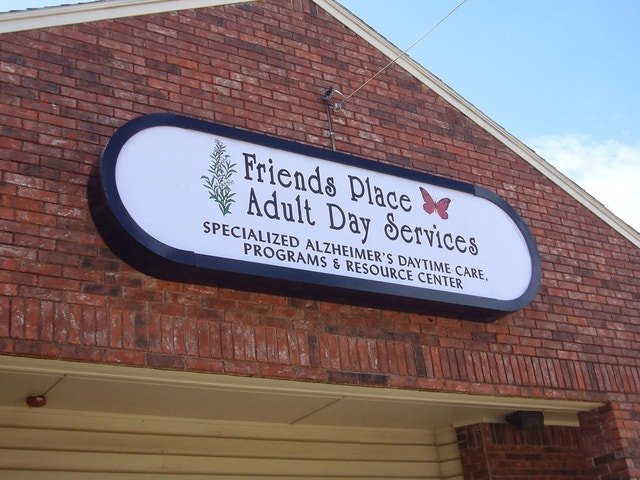 Friends Place
Adult Day Services
SPECIALIZED ALZHEIMER'S DAYTIME CARE,
PROGRAMS & RESOURCE CENTER